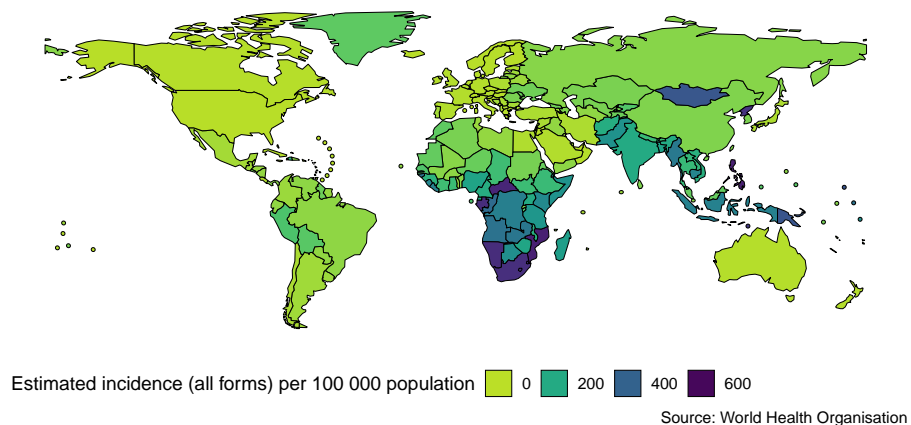 Estimated incidence (all forms) per 100 000 population 0 200 400 600
Source: World Health Organisation